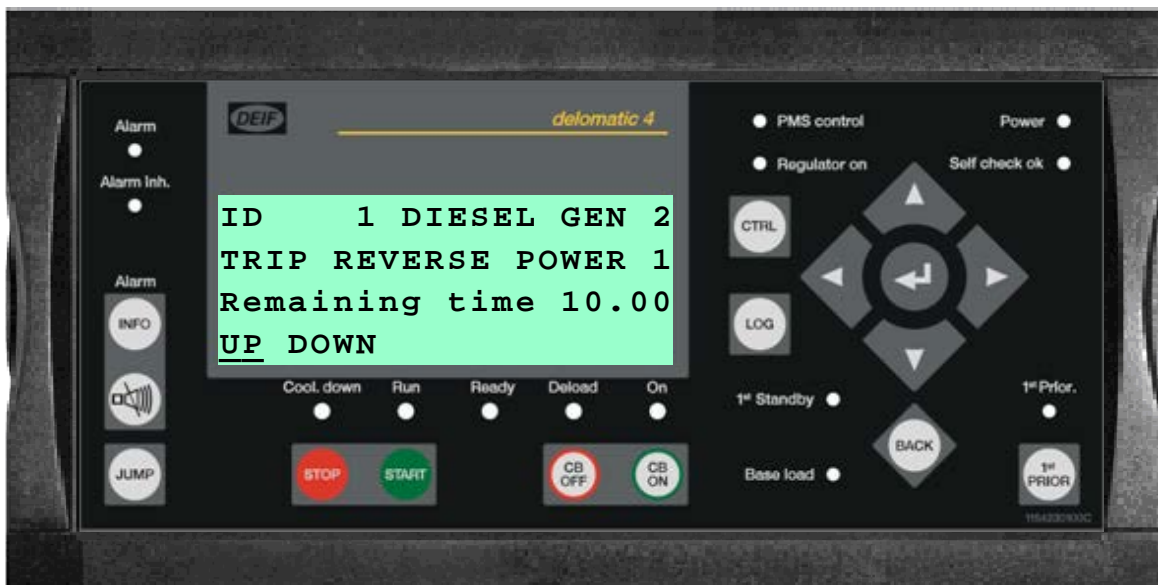 DEIF
delomatic 4
Alarm
Alarm Inh.
PMS control
Power
Regulator on
Self check ok
ID 1 DIESEL GEN 2
TRIP REVERSE POWER 1
Remaining time 10.00
UP DOWN
CTRL
LOG
Alarm
INFO
JUMP
Cool. down
Run
Ready
Deload
On
STOP
START
CB OFF
CB ON
1st Standby
Base load
BACK
1st Prior.
1st PRIOR